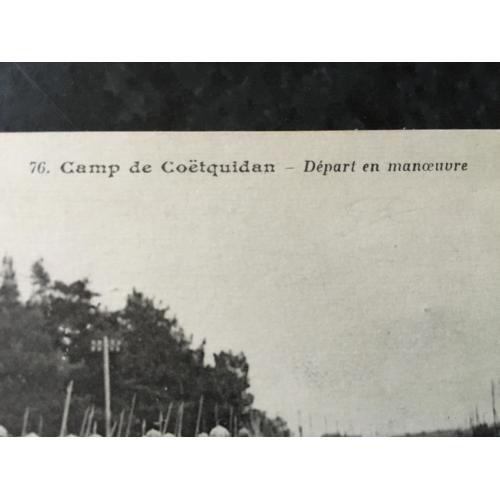 76. Camp de Coëtquidan – Départ en manœuvre